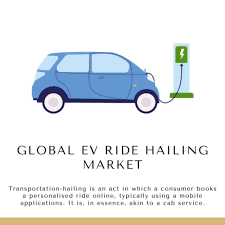 GLOBAL EV RIDE HAILING
MARKET
Transportation-hailing is an act in which a consumer books
a personalised ride online, typically using a mobile
applications. It is, in essence, akin to a cab service.